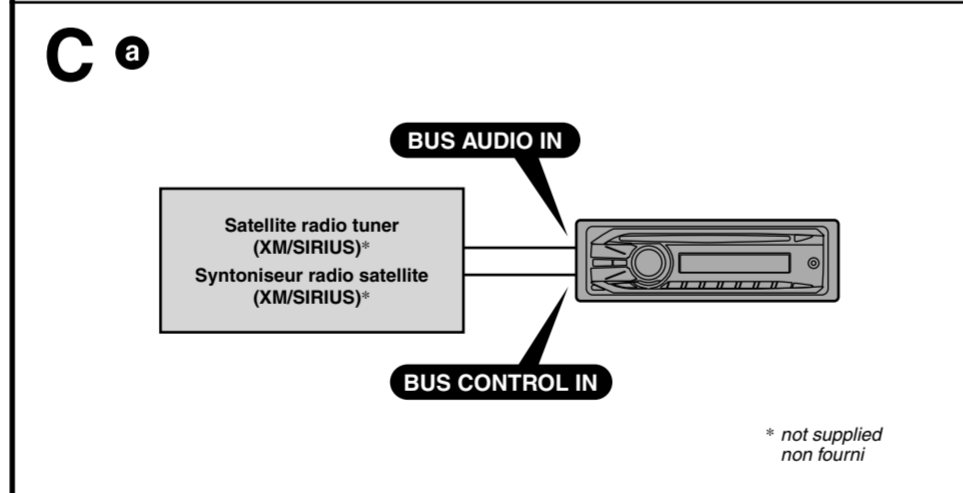 C a
BUS AUDIO IN
Satellite radio tuner
(XM/SIRIUS)*
Syntoniseur radio satellite
(XM/SIRIUS)*
BUS CONTROL IN
* not supplied
non fourni